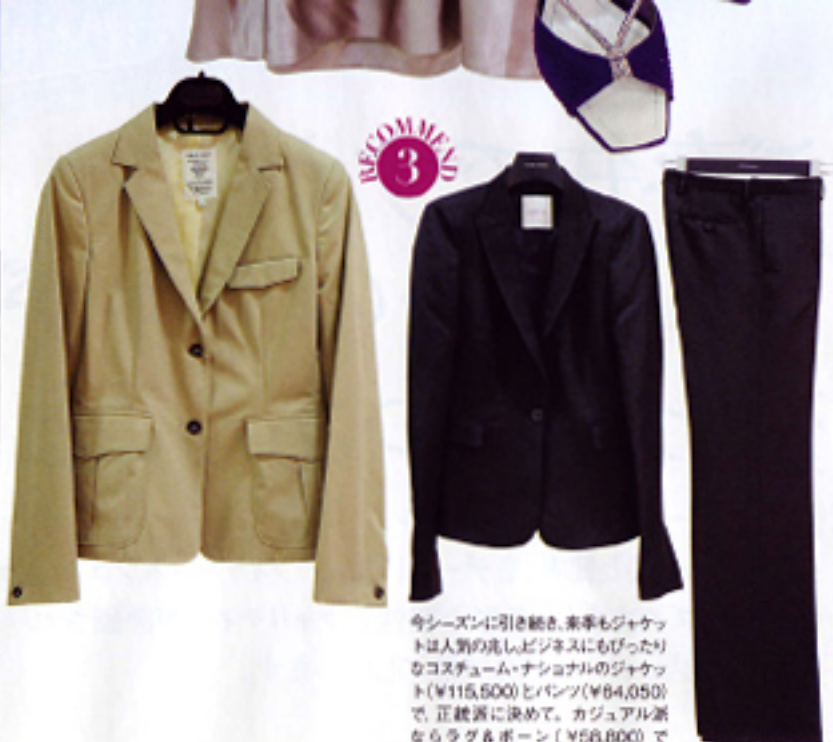 RECOMMEND
3
今シーズンに引き続き、来季もジャケッ
トは人気の兆し。ビジネスにもぴったり
なコスチューム・ナショナルのジャケッ
ト(¥115,500)とパンツ(¥64,050)
で、正統派に決めて。カジュアル派
ならラグ&ボーン(¥58,800)で